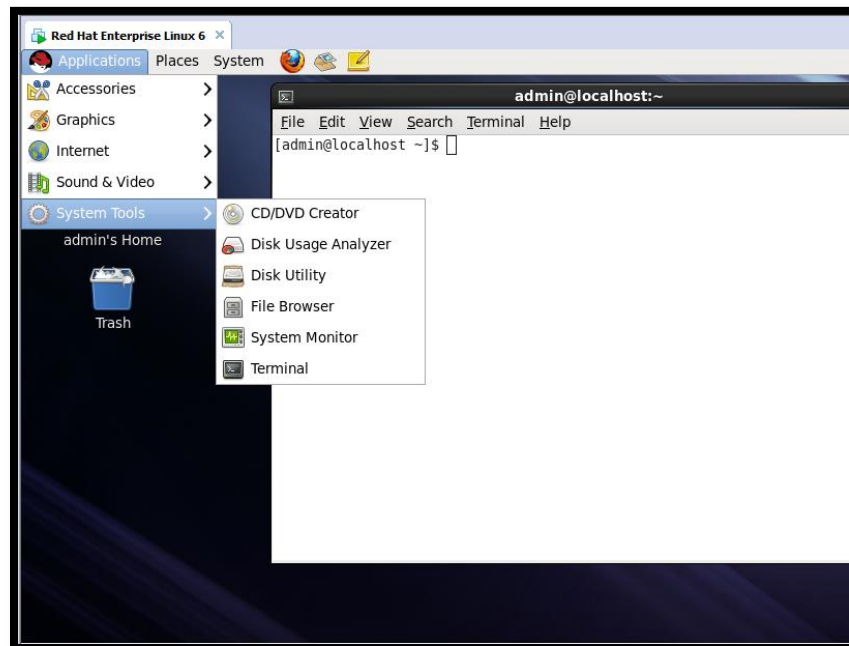 Red Hat Enterprise Linux 6 ×
Applications Places System
Accessories
admin@localhost:~
Graphics
File Edit View Search Terminal Help
[admin@localhost ~]$
Internet
Sound & Video
System Tools
CD/DVD Creator
admin's Home
Disk Usage Analyzer
Disk Utility
File Browser
Trash
System Monitor
Terminal